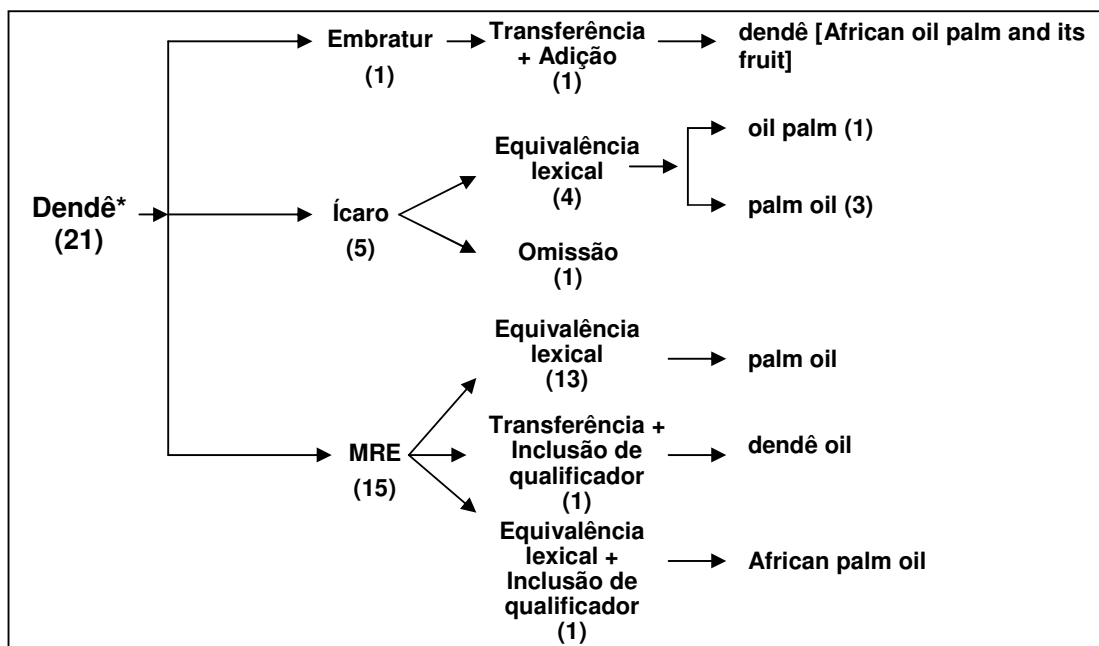 Embratur
(1)
Transferência
+ Adição
(1)
dendê [African oil palm and its
fruit]
Dendê*
(21)
Ícaro
(5)
Equivalência
lexical
(4)
oil palm (1)
palm oil (3)
Omissão
(1)
MRE
(15)
Equivalência
lexical
(13)
palm oil
Transferência +
Inclusão de
qualificador
(1)
dendê oil
Equivalência
lexical +
Inclusão de
qualificador
(1)
African palm oil